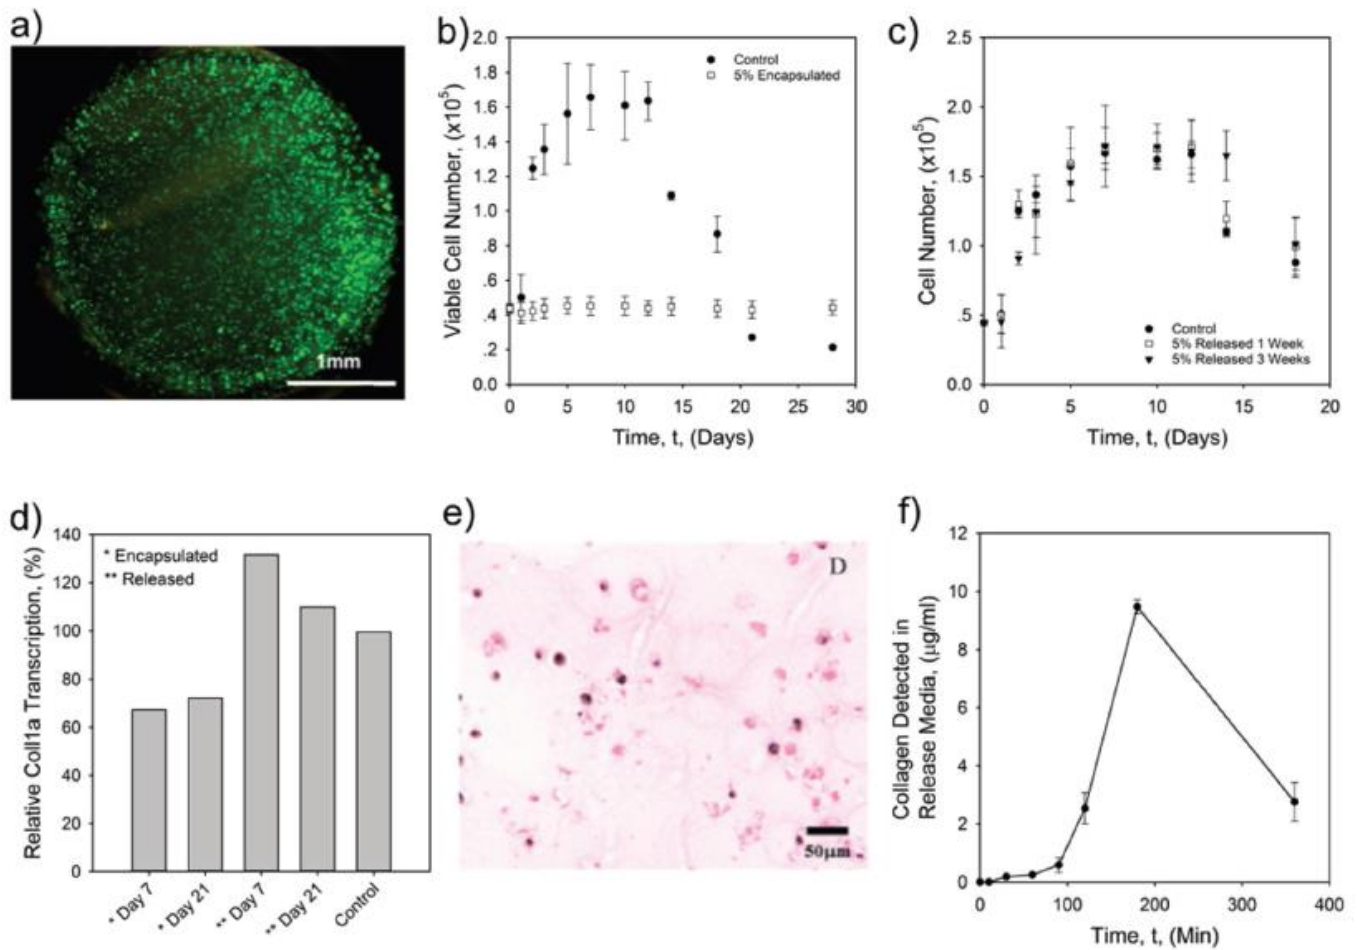 a)
1mm
b)
Viable Cell Number, (x10⁵)
2.0
1.8
1.6
1.4
1.2
1.0
.8
.6
.4
.2
0.0
Control
5% Encapsulated
0 5 10 15 20 25 30
Time, t, (Days)
c)
Cell Number, (x10⁵)
2.5
2.0
1.5
1.0
.5
0.0
Control
5% Released 1 Week
5% Released 3 Weeks
0 5 10 15 20
Time, t, (Days)
d)
Relative Coll1a Transcription, (%)
140
120
100
80
60
40
20
0
* Encapsulated
** Released
* Day 7
* Day 21
** Day 7
** Day 21
Control
e)
D
50μm
f)
Collagen Detected in
Release Media, (μg/ml)
12
10
8
6
4
2
0
0 100 200 300 400
Time, t, (Min)